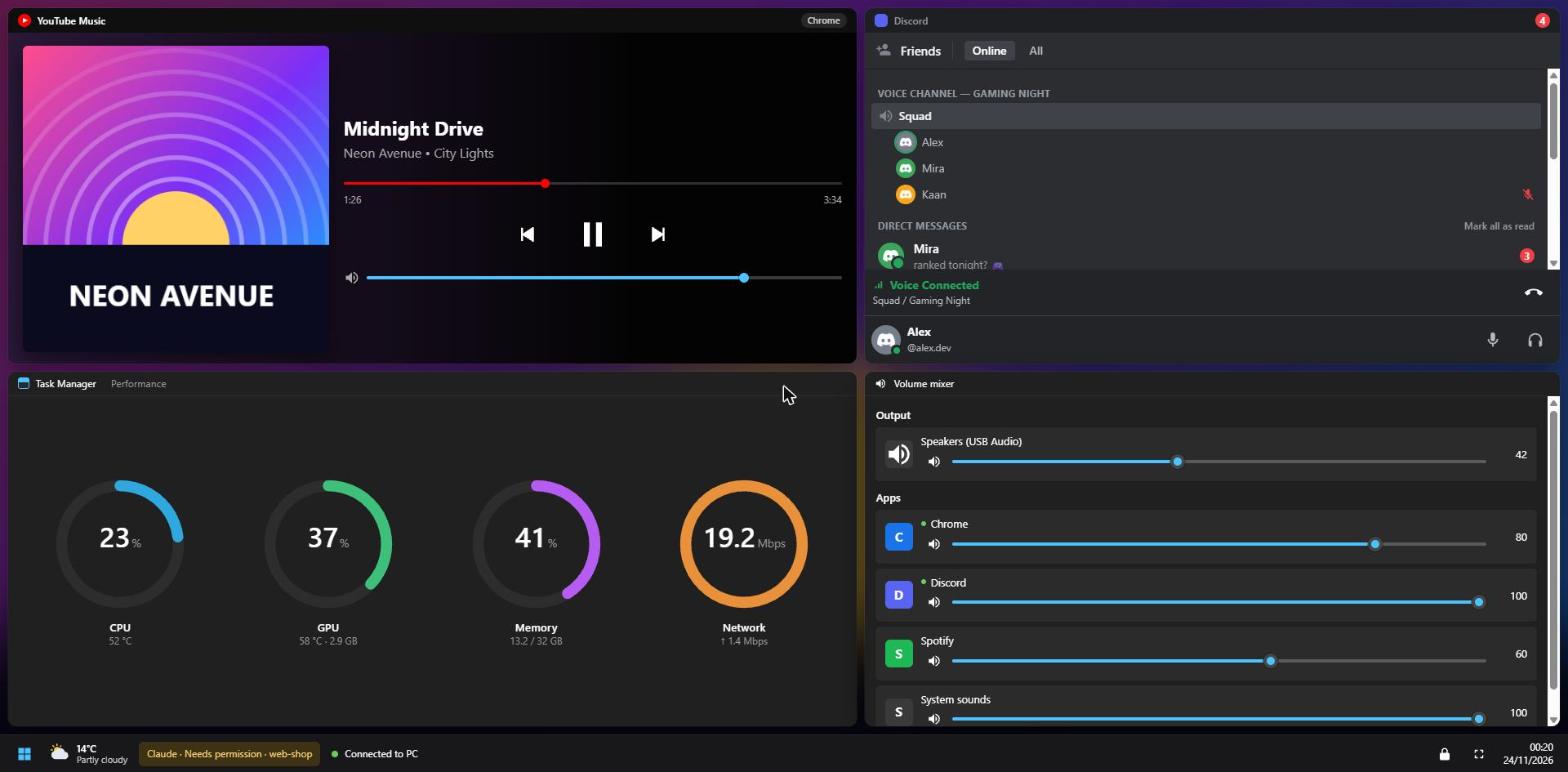 YouTube Music
Chrome
NEON AVENUE
Midnight Drive
Neon Avenue • City Lights
1:26
3:34
Discord
4
Friends
Online
All
VOICE CHANNEL — GAMING NIGHT
Squad
Alex
Mira
Kaan
DIRECT MESSAGES
Mark all as read
Mira
3
ranked tonight? 🎮
Voice Connected
Squad / Gaming Night
Alex
@alex.dev
Task Manager
Performance
23 %
CPU
52 °C
37 %
GPU
58 °C · 2.9 GB
41 %
Memory
13.2 / 32 GB
19.2 Mbps
Network
↑ 1.4 Mbps
Volume mixer
Output
Speakers (USB Audio)
42
Apps
C
Chrome
80
D
Discord
100
S
Spotify
60
S
System sounds
100
14°C
Partly cloudy
Claude · Needs permission · web-shop
Connected to PC
00:20
24/11/2026